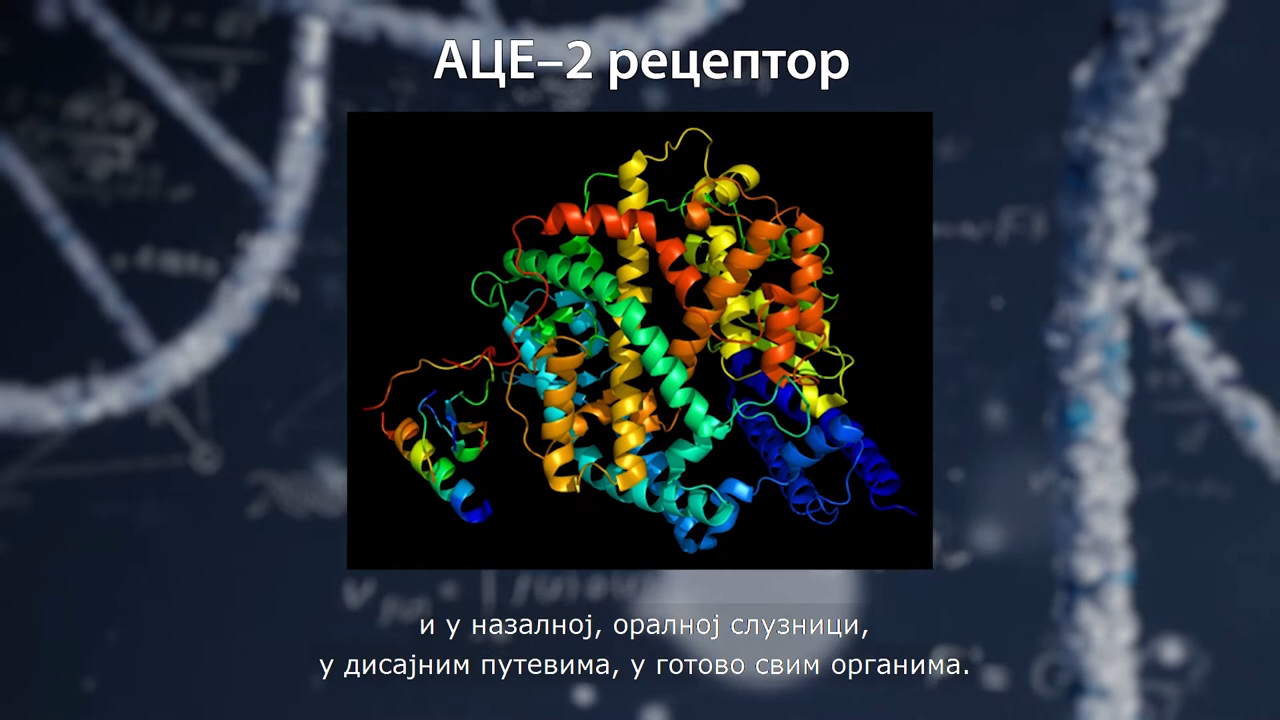 АЦЕ–2 рецептор
и у назалној, оралној слузници,
у дисајним путевима, у готово свим органима.